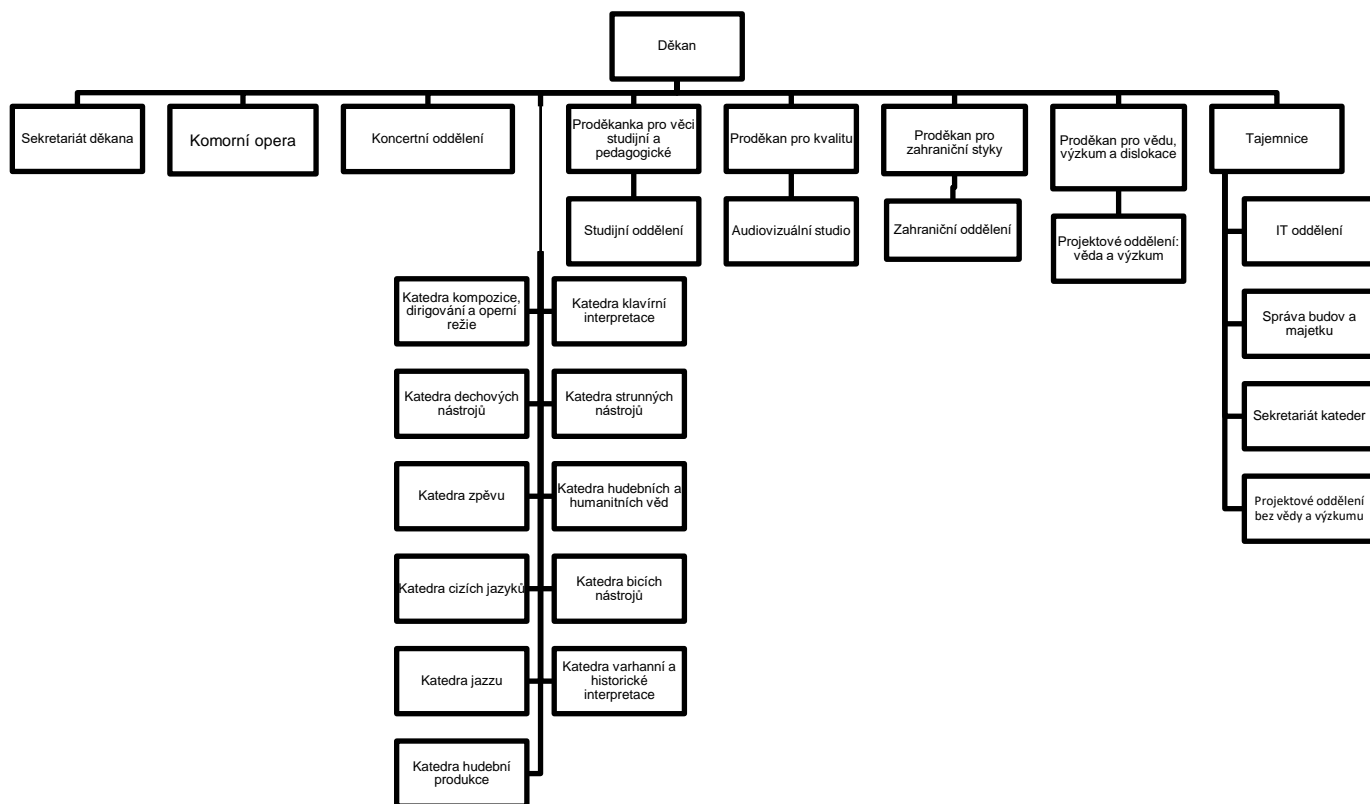 Děkan
Sekretariát děkana
Komorní opera
Koncertní oddělení
Proděkanka pro věci
studijní a
pedagogické
Proděkan pro kvalitu
Proděkan pro
zahraniční styky
Proděkan pro vědu,
výzkum a dislokace
Tajemnice
Studijní oddělení
Audiovizuální studio
Zahraniční oddělení
Projektové oddělení:
věda a výzkum
IT oddělení
Správa budov a
majetku
Sekretariát kateder
Projektové oddělení
bez vědy a výzkumu
Katedra kompozice,
dirigování a operní
režie
Katedra klavírní
interpretace
Katedra dechových
nástrojů
Katedra strunných
nástrojů
Katedra zpěvu
Katedra hudebních a
humanitních věd
Katedra cizích jazyků
Katedra bicích
nástrojů
Katedra jazzu
Katedra varhanní a
historické
interpretace
Katedra hudební
produkce